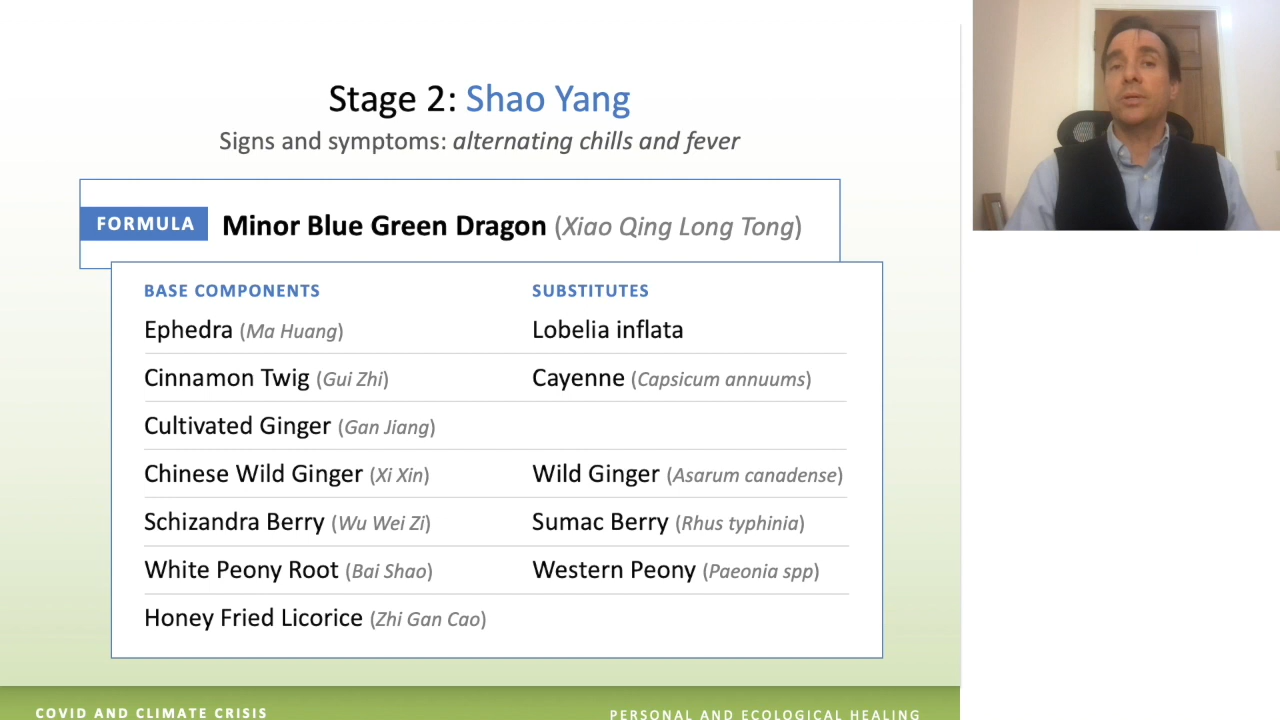 Stage 2: Shao Yang
Signs and symptoms: alternating chills and fever
FORMULA Minor Blue Green Dragon (Xiao Qing Long Tong)
BASE COMPONENTS SUBSTITUTES
Ephedra (Ma Huang) Lobelia inflata
Cinnamon Twig (Gui Zhi) Cayenne (Capsicum annuums)
Cultivated Ginger (Gan Jiang)
Chinese Wild Ginger (Xi Xin) Wild Ginger (Asarum canadense)
Schizandra Berry (Wu Wei Zi) Sumac Berry (Rhus typhinia)
White Peony Root (Bai Shao) Western Peony (Paeonia spp)
Honey Fried Licorice (Zhi Gan Cao)
COVID AND CLIMATE CRISIS PERSONAL AND ECOLOGICAL HEALING